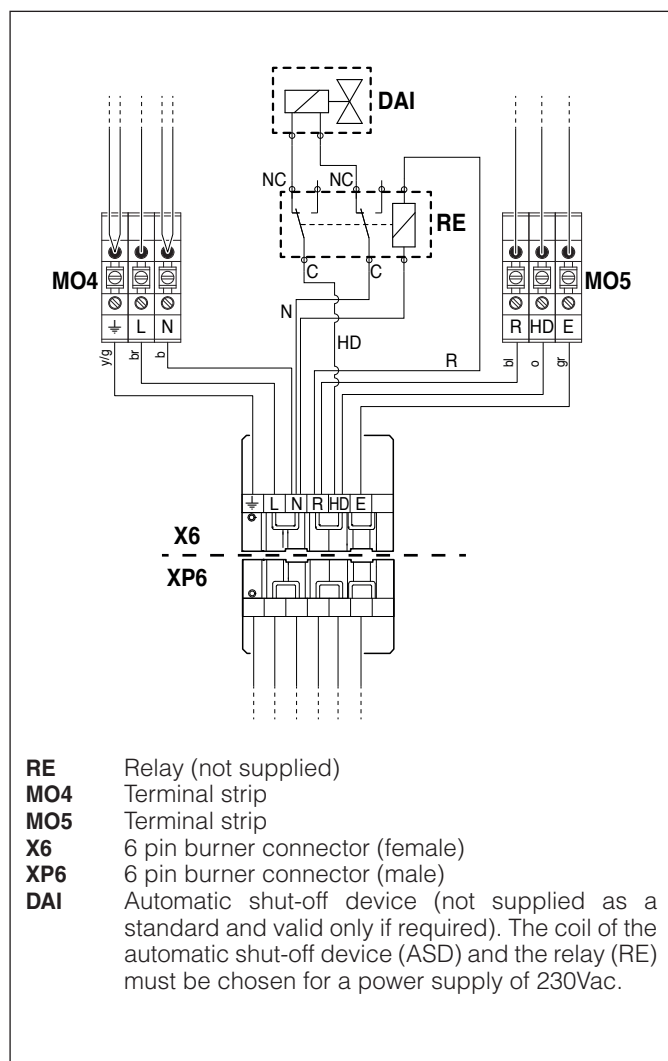 DAI
NC NC
RE
MO4 MO5
C C
N
L N R HD E
HD
y/g br b R bl o gr
L N R HD E
X6
XP6
RE Relay (not supplied)
MO4 Terminal strip
MO5 Terminal strip
X6 6 pin burner connector (female)
XP6 6 pin burner connector (male)
DAI Automatic shut-off device (not supplied as a
standard and valid only if required). The coil of the
automatic shut-off device (ASD) and the relay (RE)
must be chosen for a power supply of 230Vac.